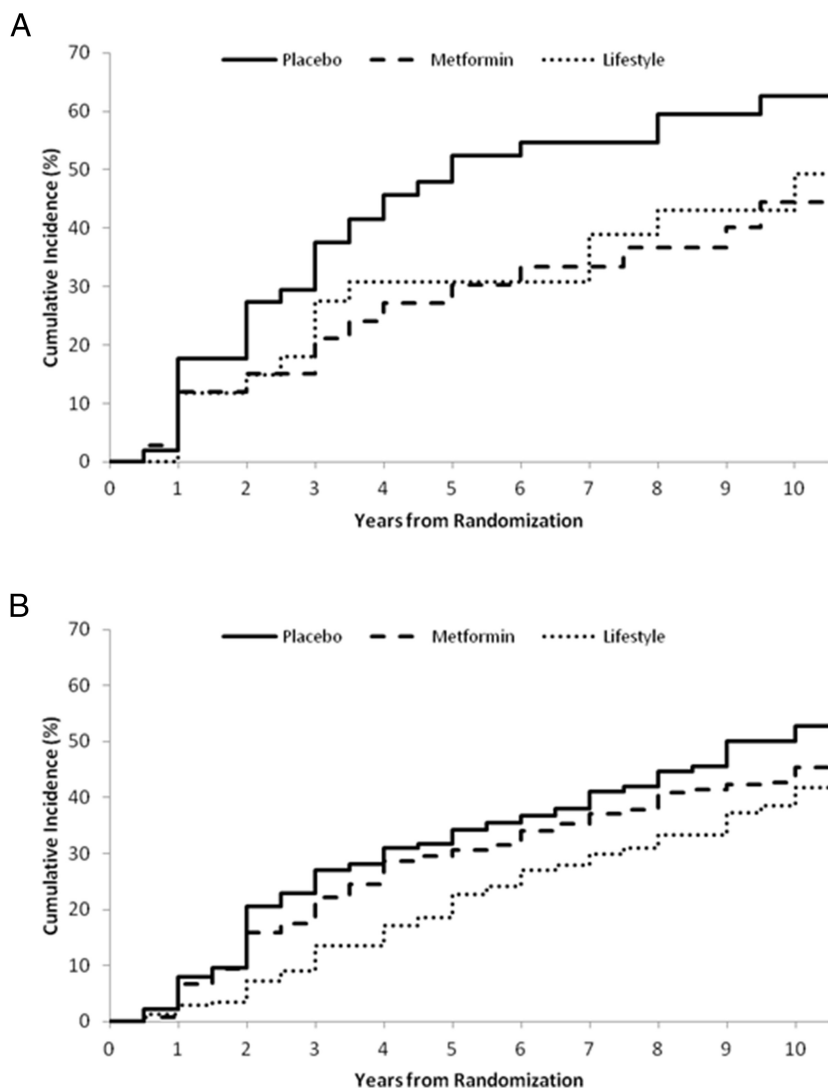 A
70
Placebo Metformin Lifestyle
60
50
40
30
20
10
0
Cumulative Incidence (%)
0 1 2 3 4 5 6 7 8 9 10
Years from Randomization
B
70
Placebo Metformin Lifestyle
60
50
40
30
20
10
0
Cumulative Incidence (%)
0 1 2 3 4 5 6 7 8 9 10
Years from Randomization